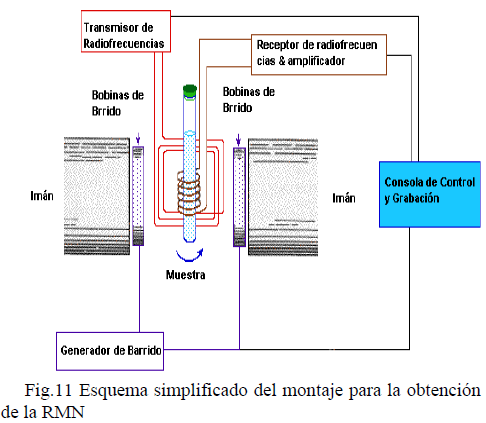 Transmisor de
Radiofrecuencias
Receptor de radiofrecuen
cias & amplificador
Bobinas de
Brrido
Bobinas de
Brrido
Imán
Imán
Consola de Control
y Grabación
Muestra
Generador de Barrido
Fig.11 Esquema simplificado del montaje para la obtención
de la RMN